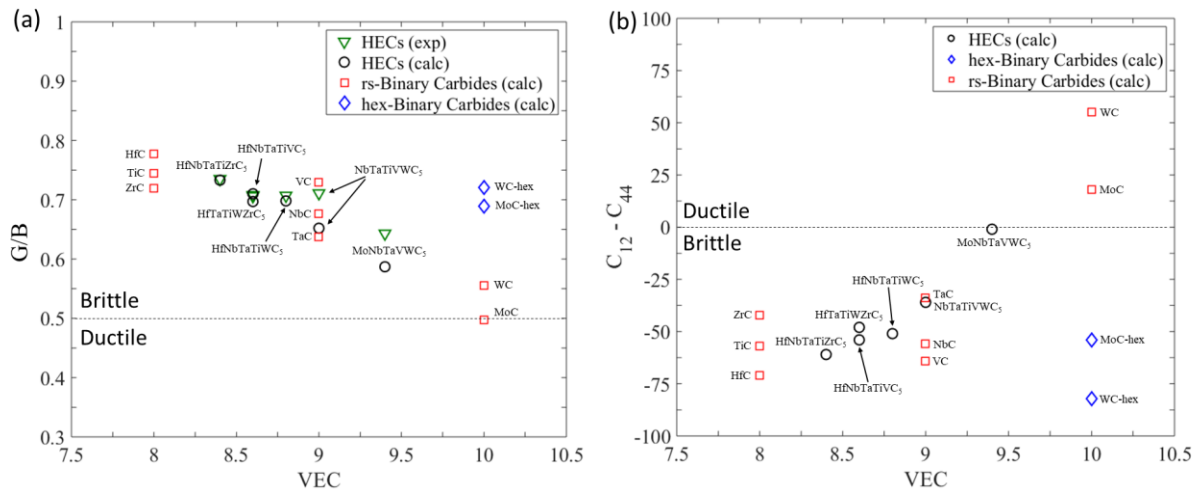 (a)
1
0.9
0.8
0.7
0.6
0.5
0.4
0.3
7.5
8
8.5
9
9.5
10
10.5
G/B
VEC
HECs (exp)
HECs (calc)
rs-Binary Carbides (calc)
hex-Binary Carbides (calc)
HfC
TiC
ZrC
HfNbTaTiZrC5
HfNbTaTiVC5
HfTaTiWZrC5
HfNbTaTiWC5
VC
NbC
TaC
NbTaTiVWC5
MoNbTaVWC5
WC-hex
MoC-hex
WC
MoC
Brittle
Ductile
(b)
100
75
50
25
0
-25
-50
-75
-100
7.5
8
8.5
9
9.5
10
10.5
C12 - C44
VEC
HECs (calc)
hex-Binary Carbides (calc)
rs-Binary Carbides (calc)
WC
MoC
Ductile
Brittle
MoNbTaVWC5
HfNbTaTiWC5
TaC
NbTaTiVWC5
HfTaTiWZrC5
ZrC
TiC
HfC
HfNbTaTiZrC5
HfNbTaTiVC5
NbC
VC
MoC-hex
WC-hex